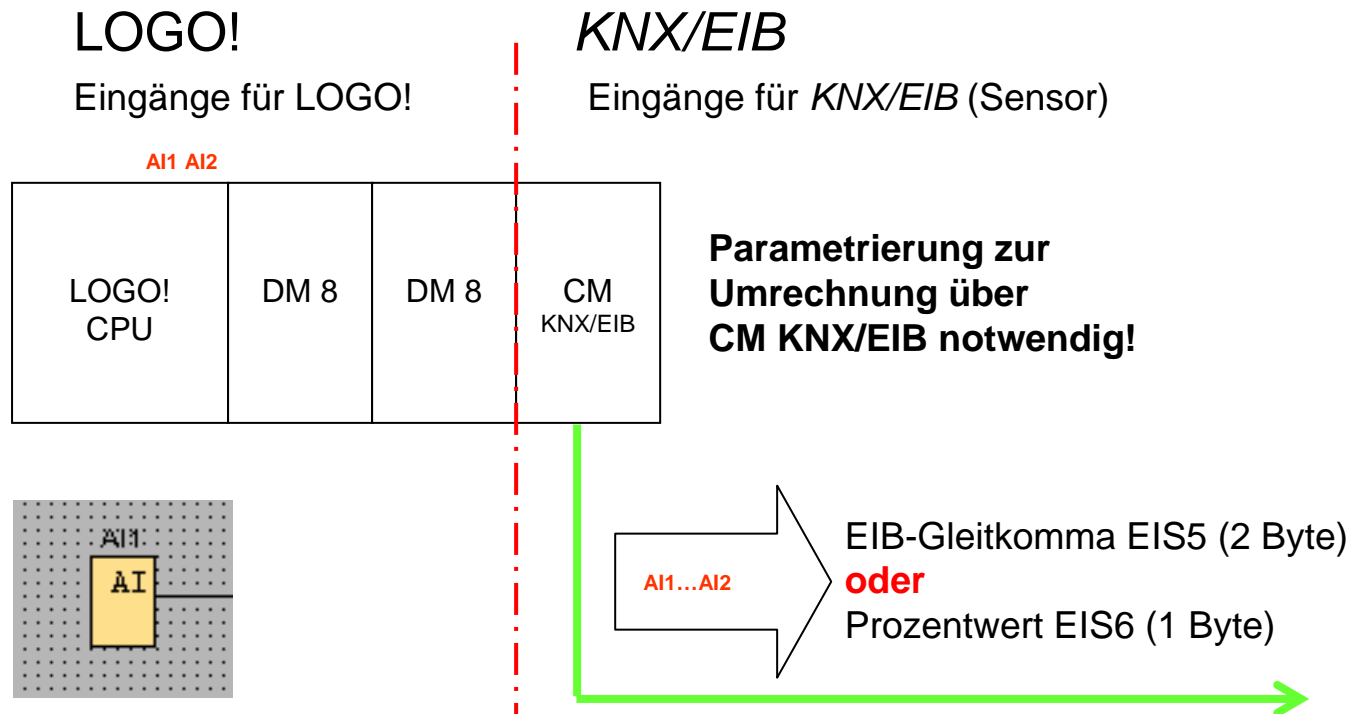 LOGO!
KNX/EIB
Eingänge für LOGO!
Eingänge für KNX/EIB (Sensor)
AI1 AI2
LOGO!
CPU
DM 8
DM 8
CM
KNX/EIB
Parametrierung zur
Umrechnung über
CM KNX/EIB notwendig!
AI1
AI
AI1...AI2
EIB-Gleitkomma EIS5 (2 Byte)
oder
Prozentwert EIS6 (1 Byte)